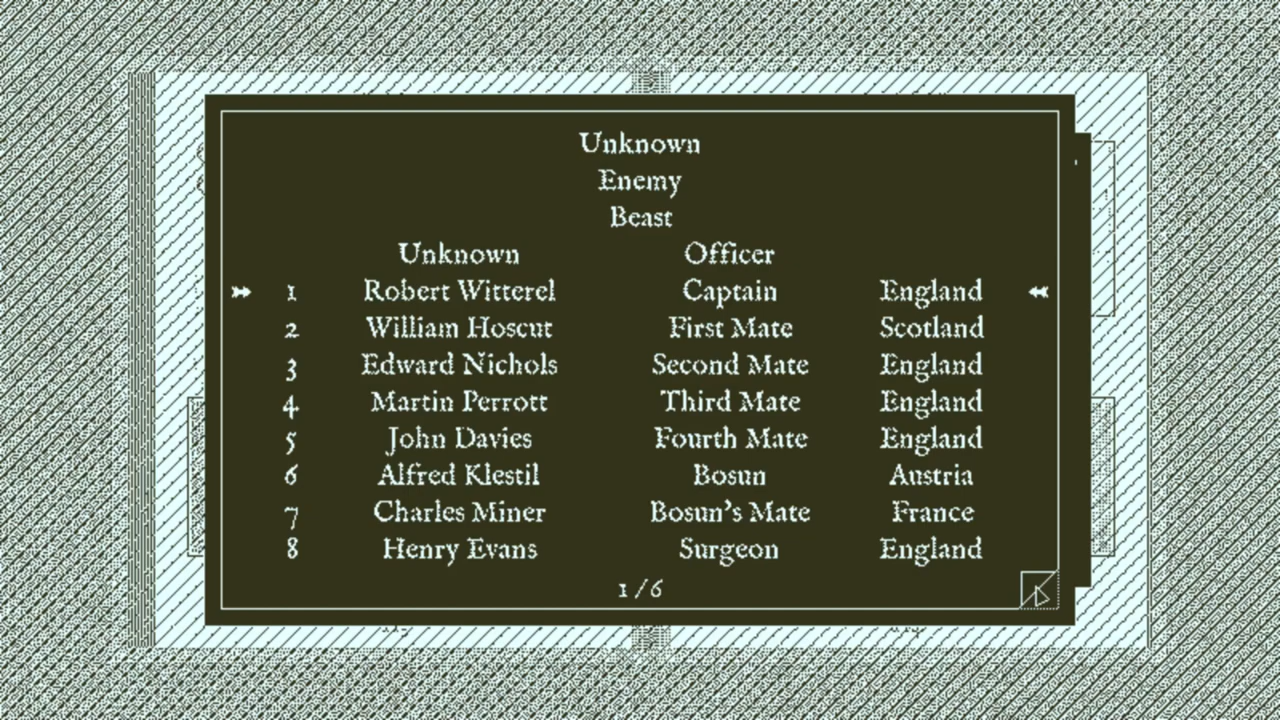 Unknown
Enemy
Beast
Unknown Officer
1 Robert Witterel Captain England
2 William Hoscut First Mate Scotland
3 Edward Nichols Second Mate England
4 Martin Perrott Third Mate England
5 John Davies Fourth Mate England
6 Alfred Klestil Bosun Austria
7 Charles Miner Bosun's Mate France
8 Henry Evans Surgeon England
1/6